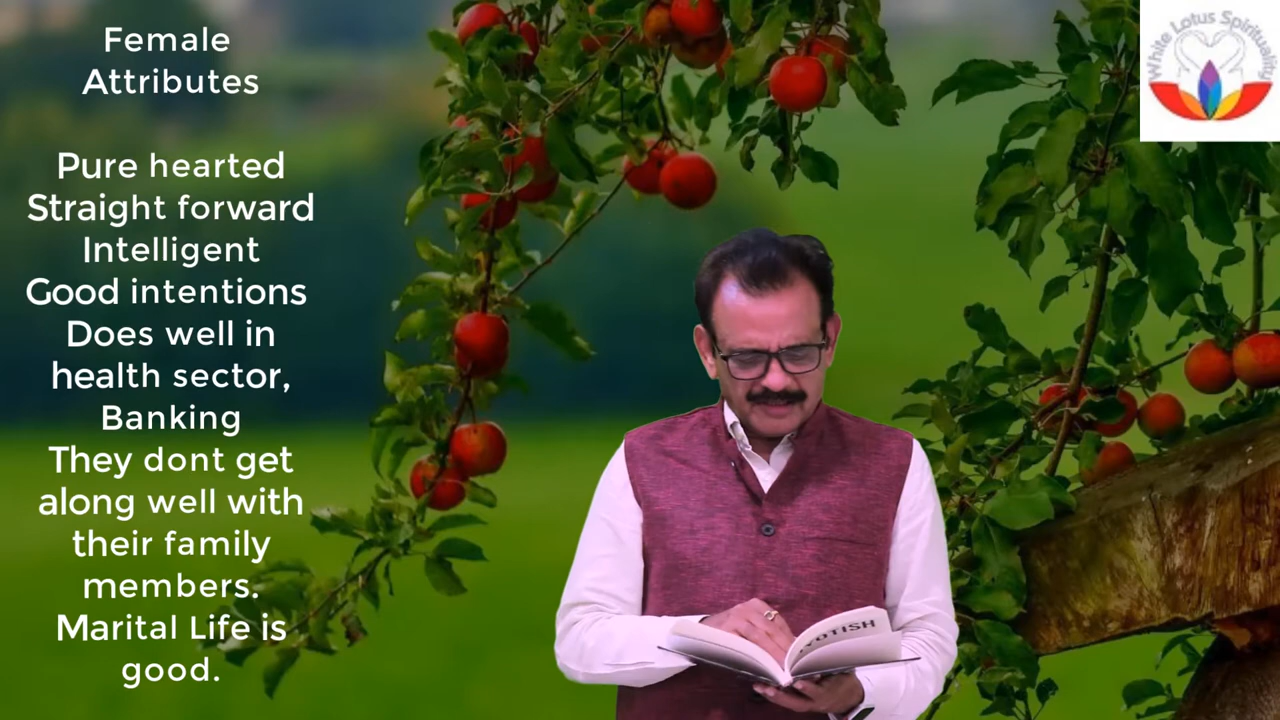 Female
Attributes
Pure hearted
Straight forward
Intelligent
Good intentions
Does well in
health sector,
Banking
They dont get
along well with
their family
members.
Marital Life is
good.
White Lotus Spirituality
YOTISH